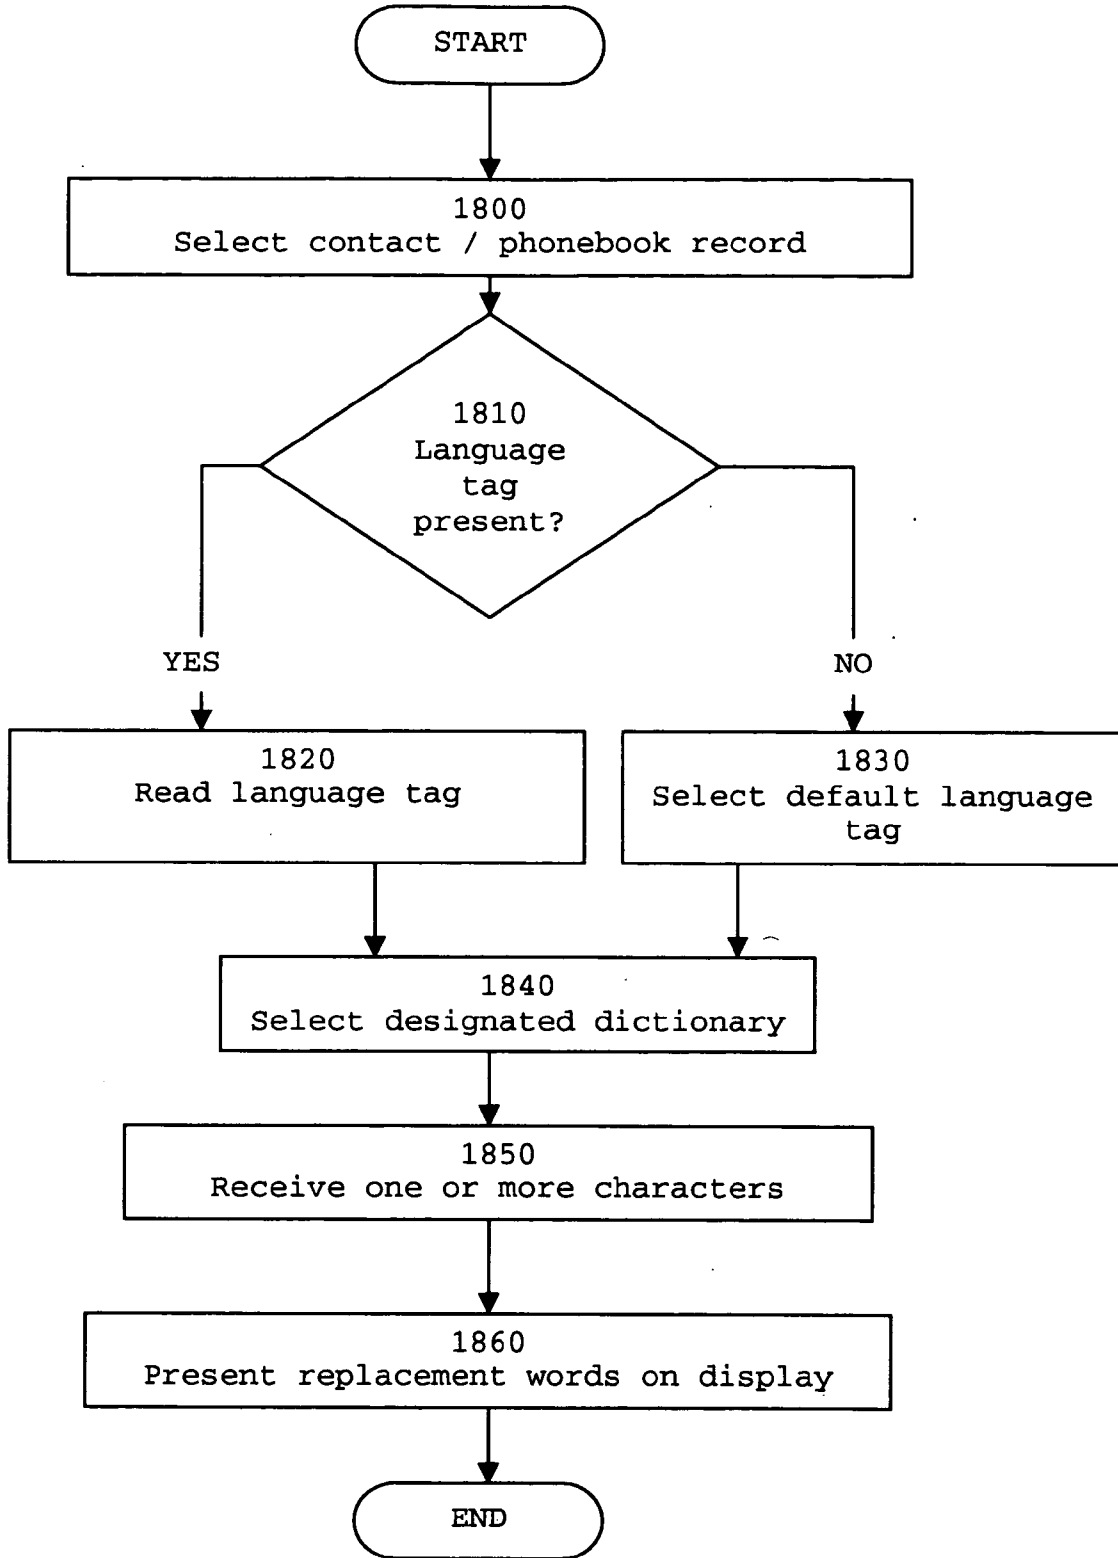 START
1800
Select contact / phonebook record
1810
Language
tag
present?
YES
NO
1820
Read language tag
1830
Select default language
tag
1840
Select designated dictionary
1850
Receive one or more characters
1860
Present replacement words on display
END